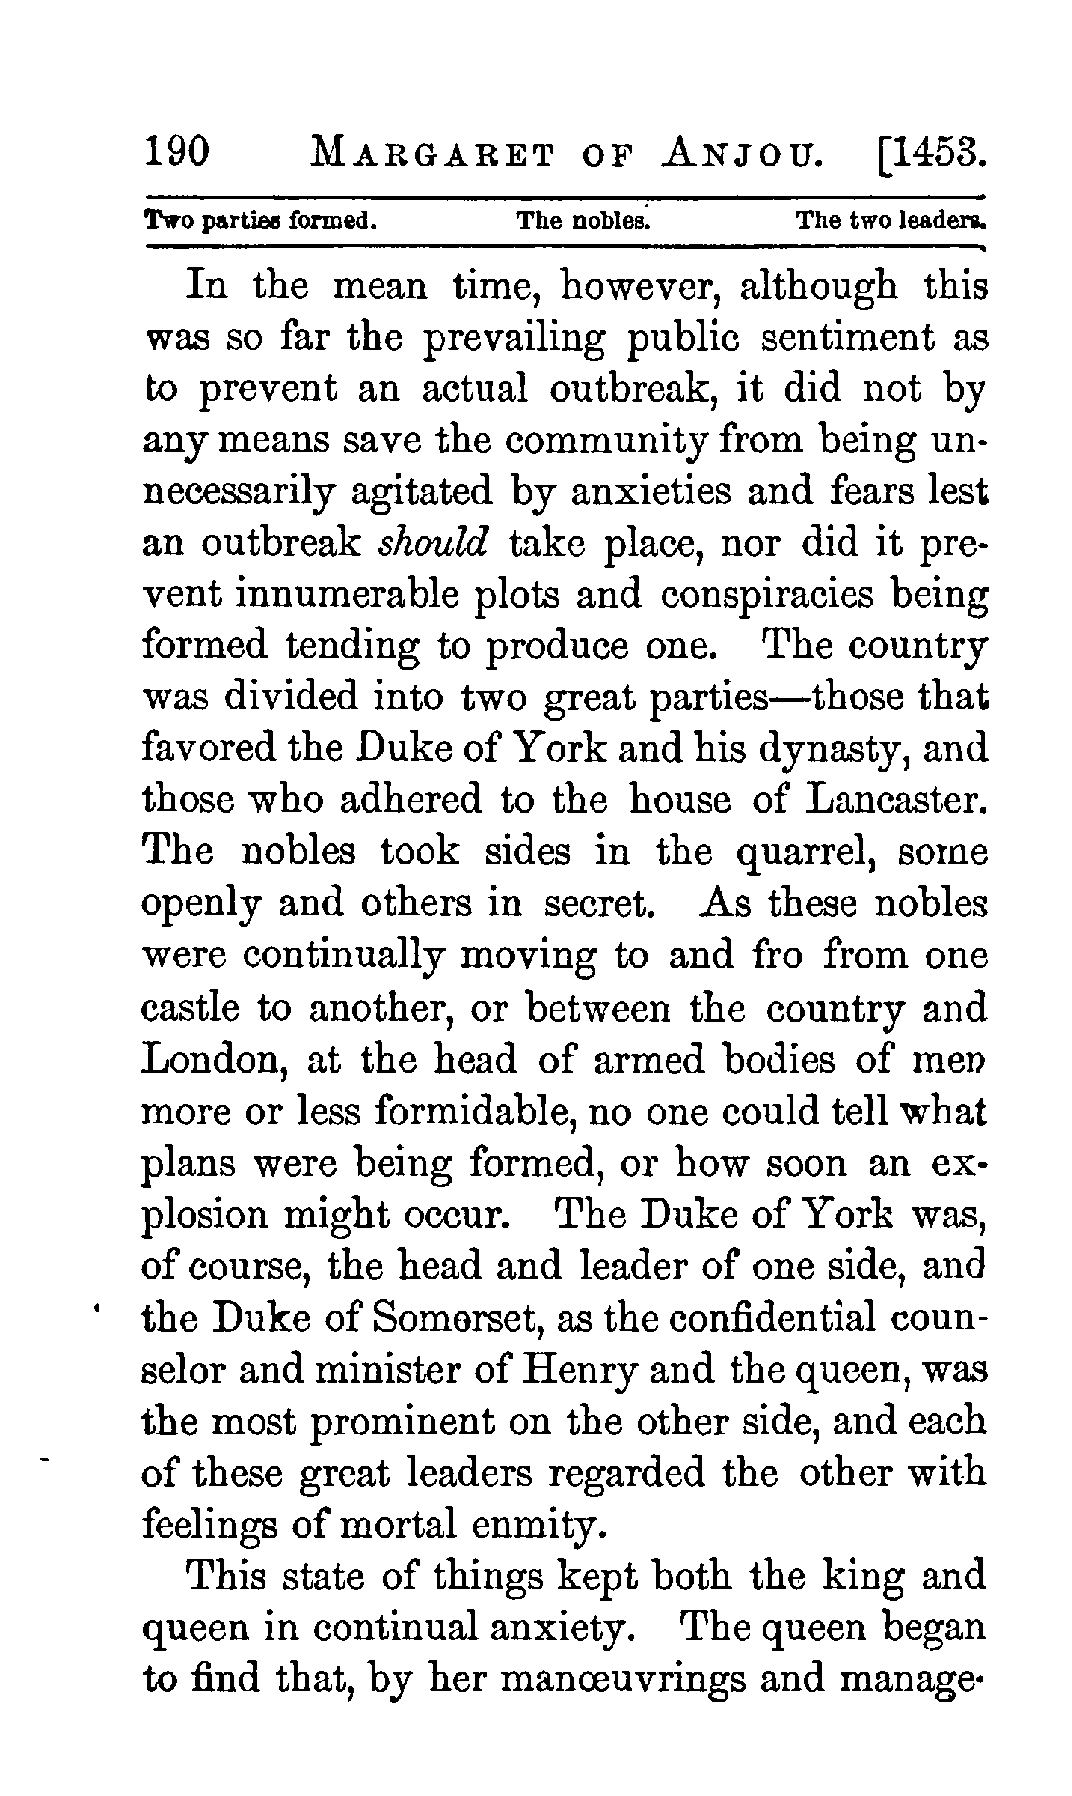 190 MARGARET OF ANJOU. [1453.
Two parties formed. The nobles. The two leaders.
In the mean time, however, although this
was so far the prevailing public sentiment as
to prevent an actual outbreak, it did not by
any means save the community from being un-
necessarily agitated by anxieties and fears lest
an outbreak should take place, nor did it pre-
vent innumerable plots and conspiracies being
formed tending to produce one. The country
was divided into two great parties—those that
favored the Duke of York and his dynasty, and
those who adhered to the house of Lancaster.
The nobles took sides in the quarrel, some
openly and others in secret. As these nobles
were continually moving to and fro from one
castle to another, or between the country and
London, at the head of armed bodies of men
more or less formidable, no one could tell what
plans were being formed, or how soon an ex-
plosion might occur. The Duke of York was,
of course, the head and leader of one side, and
the Duke of Somerset, as the confidential coun-
selor and minister of Henry and the queen, was
the most prominent on the other side, and each
of these great leaders regarded the other with
feelings of mortal enmity.
This state of things kept both the king and
queen in continual anxiety. The queen began
to find that, by her manœuvrings and manage-